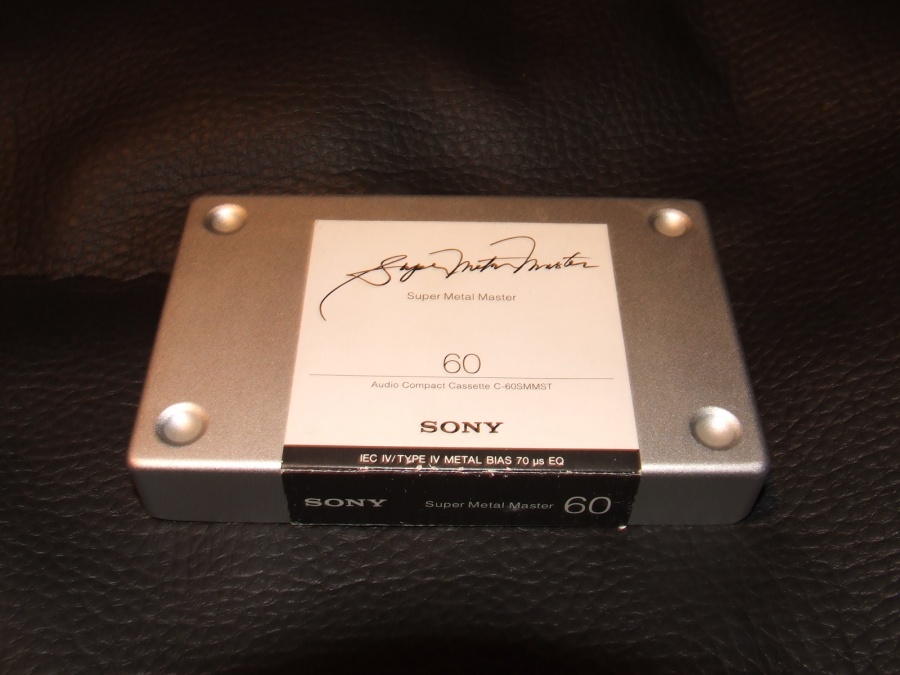 Super Metal Master
Super Metal Master
60
Audio Compact Cassette C-60SMMST
SONY
IEC IV/TYPE IV METAL BIAS 70 µs EQ
SONY Super Metal Master 60